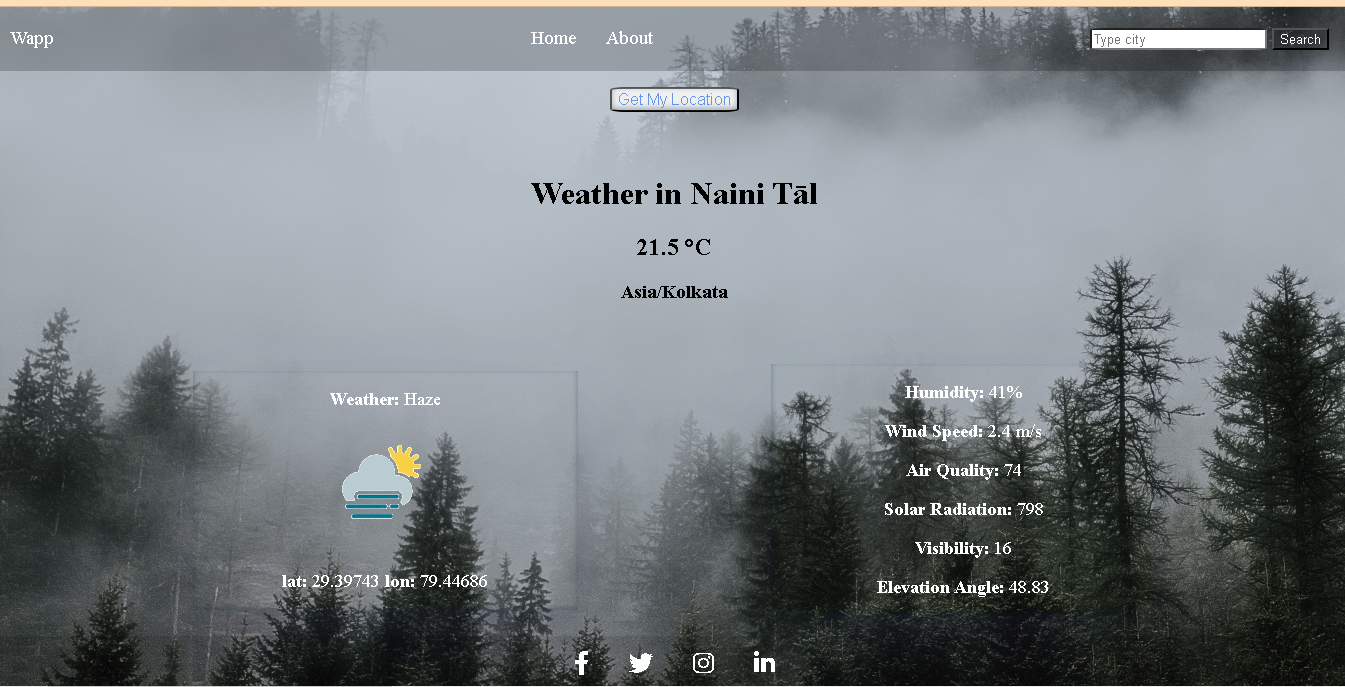 Wapp
Home About
Type city
Search
Get My Location
Weather in Naini Tāl
21.5 °C
Asia/Kolkata
Weather: Haze
lat: 29.39743 lon: 79.44686
Humidity: 41%
Wind Speed: 2.4 m/s
Air Quality: 74
Solar Radiation: 798
Visibility: 16
Elevation Angle: 48.83